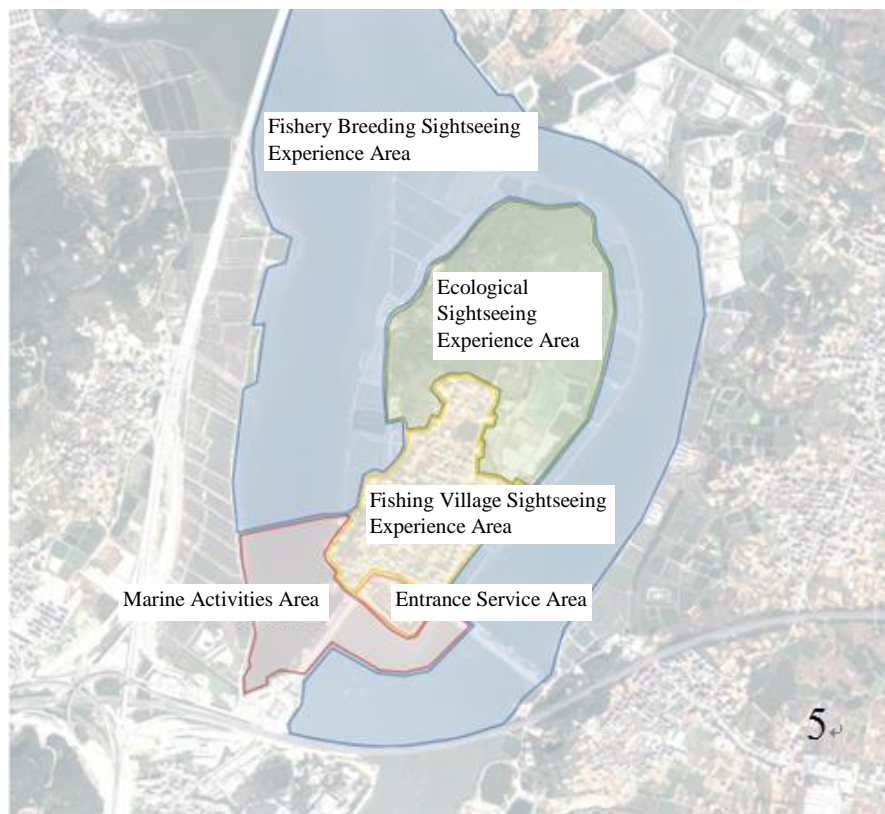 Fishery Breeding Sightseeing
Experience Area
Ecological
Sightseeing
Experience Area
Fishing Village Sightseeing
Experience Area
Marine Activities Area
Entrance Service Area
5